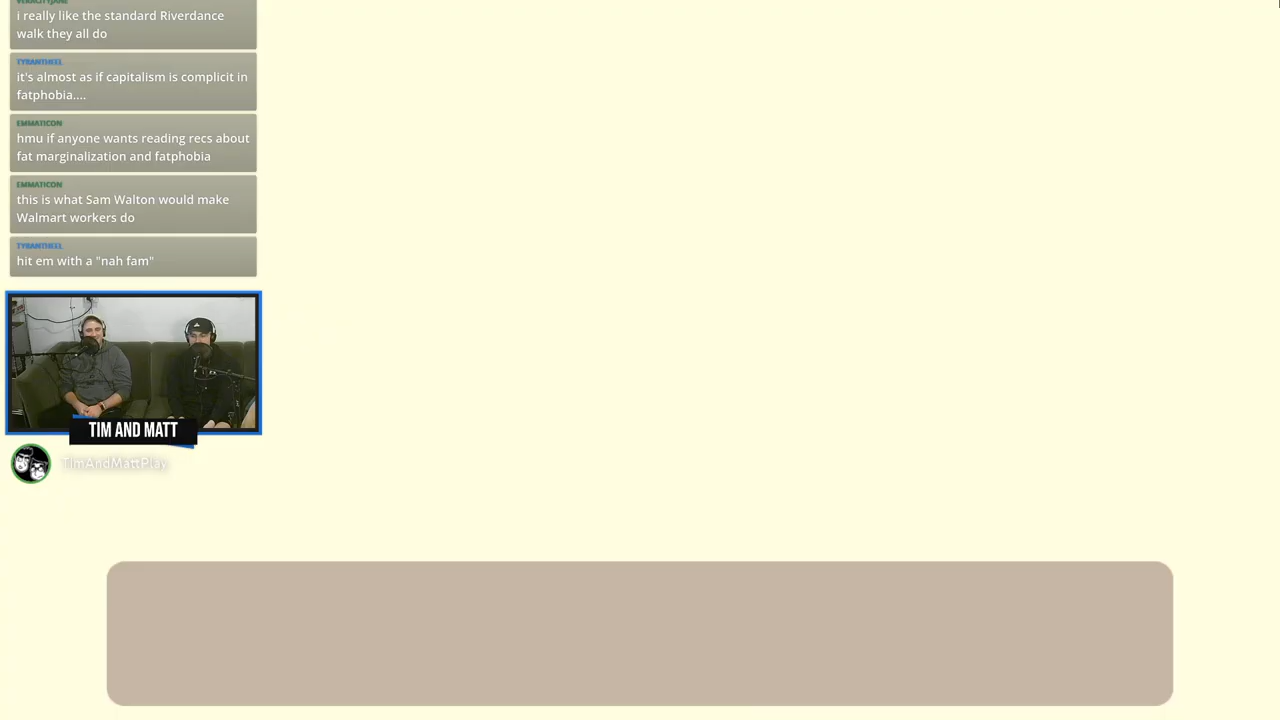 i really like the standard Riverdance
walk they all do
TYRANTHEEL
it's almost as if capitalism is complicit in
fatphobia....
EMMATICON
hmu if anyone wants reading recs about
fat marginalization and fatphobia
EMMATICON
this is what Sam Walton would make
Walmart workers do
TYRANTHEEL
hit em with a "nah fam"
TIM AND MATT
TimAndMattPlay